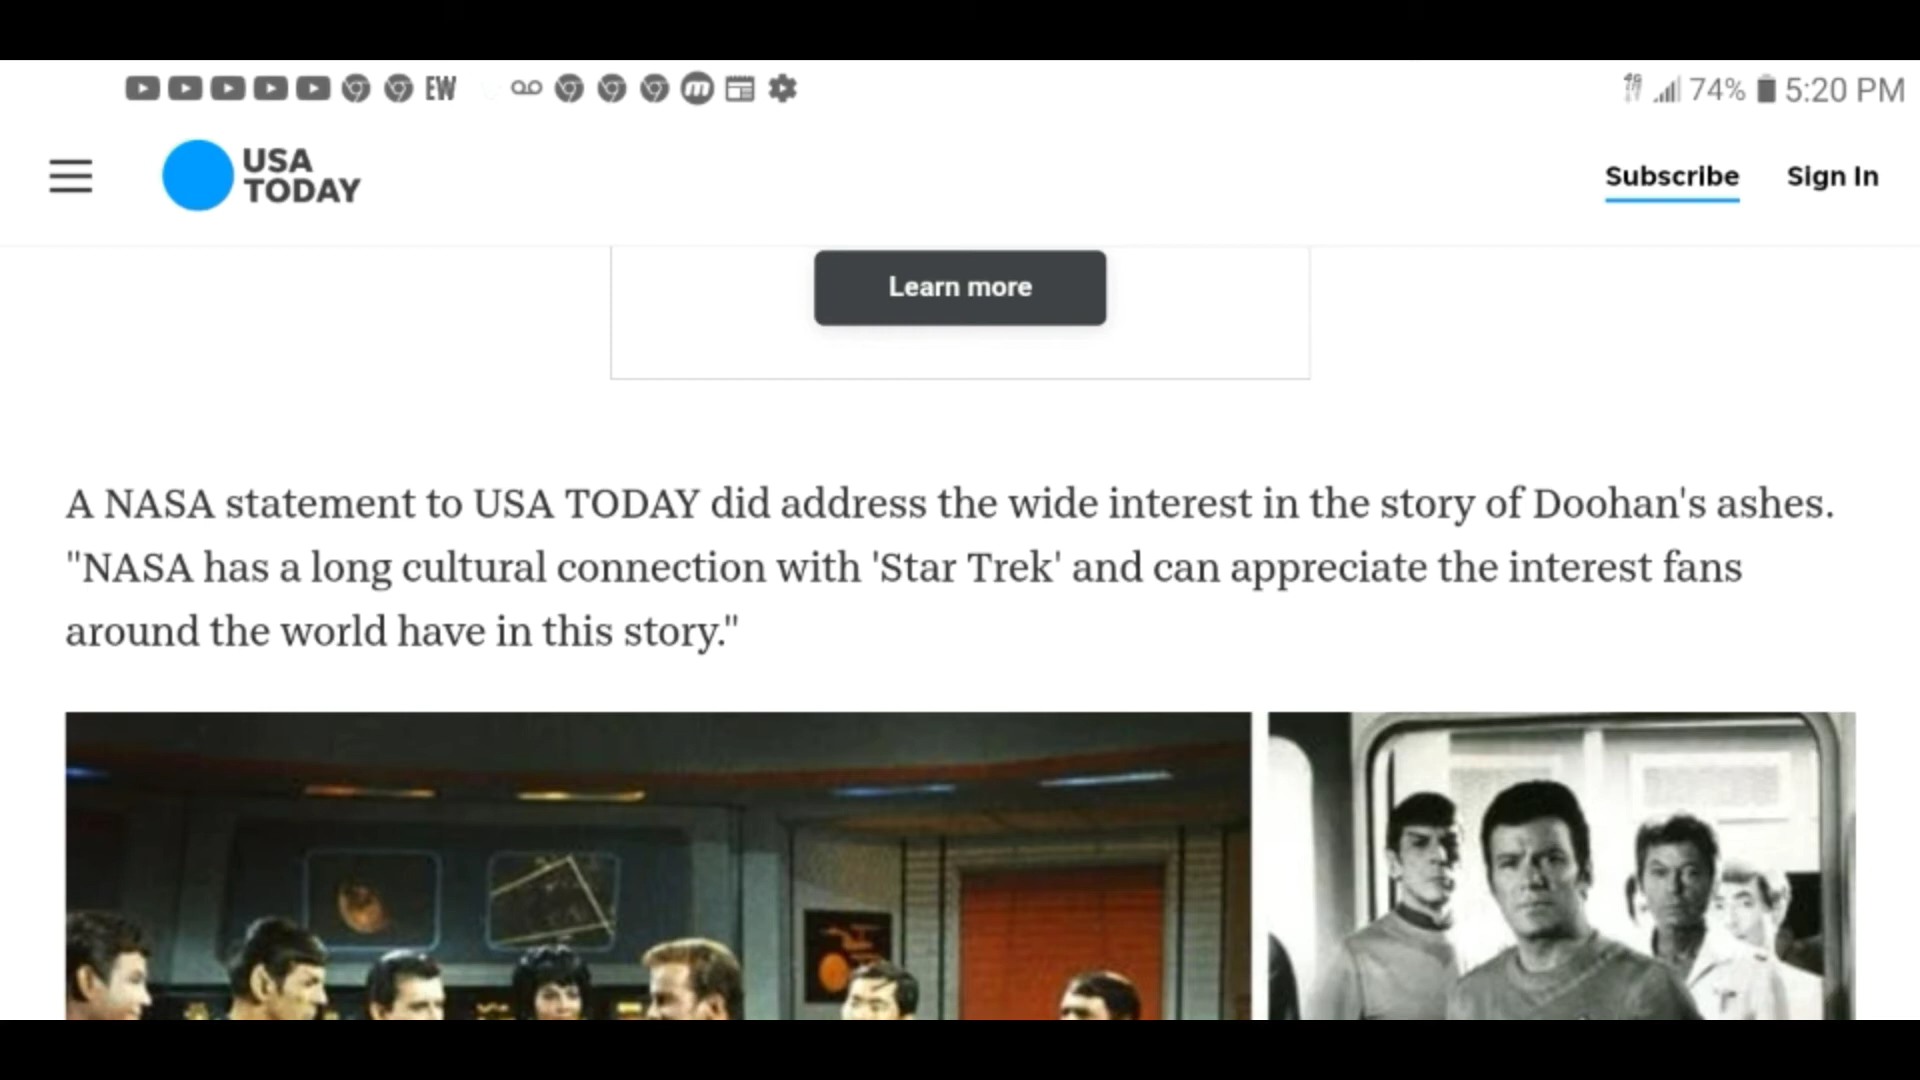 EW
74% 5:20 PM
USA
TODAY
Subscribe Sign In
Learn more
A NASA statement to USA TODAY did address the wide interest in the story of Doohan's ashes.
"NASA has a long cultural connection with 'Star Trek' and can appreciate the interest fans
around the world have in this story."